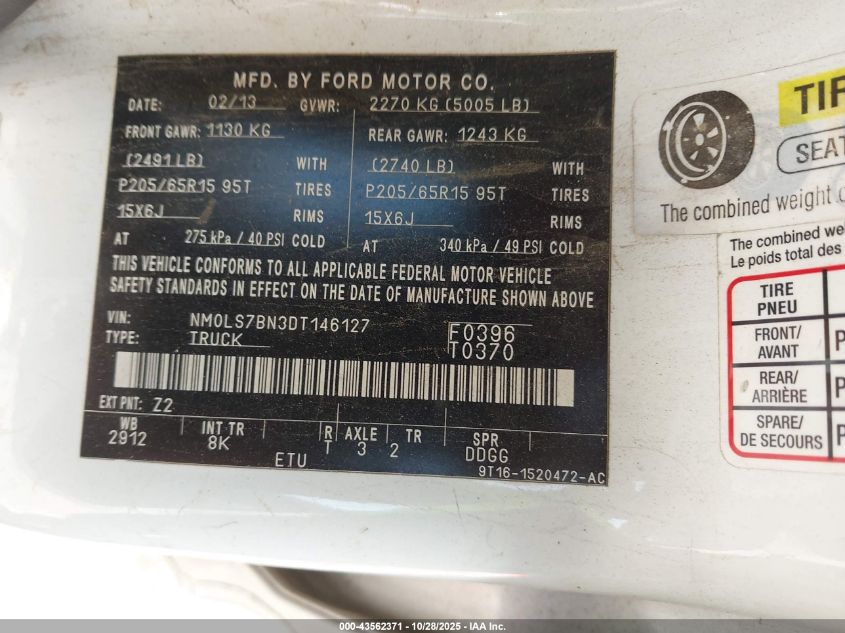 MFD. BY FORD MOTOR CO.
DATE: 02/13 GVWR: 2270 KG (5005 LB)
FRONT GAWR: 1130 KG REAR GAWR: 1243 KG
(2491 LB) WITH (2740 LB) WITH
P205/65R15 95T TIRES P205/65R15 95T TIRES
15X6J RIMS 15X6J RIMS
AT 275 kPa / 40 PSI COLD AT 340 kPa / 49 PSI COLD
THIS VEHICLE CONFORMS TO ALL APPLICABLE FEDERAL MOTOR VEHICLE
SAFETY STANDARDS IN EFFECT ON THE DATE OF MANUFACTURE SHOWN ABOVE
VIN: NM0LS7BN3DT146127 F0396
TYPE: TRUCK T0370
EXT PNT: Z2
WB INT TR R AXLE TR SPR
2912 8K T 3 2 DDGG
ETU 9T16-1520472-AC
TIR
SEAT
The combined weight o
The combined wei
Le poids total des
TIRE
PNEU
FRONT/
AVANT P
REAR/
ARRIÈRE P
SPARE/
DE SECOURS P
000-43562371 | 10/28/2025 - IAA Inc.